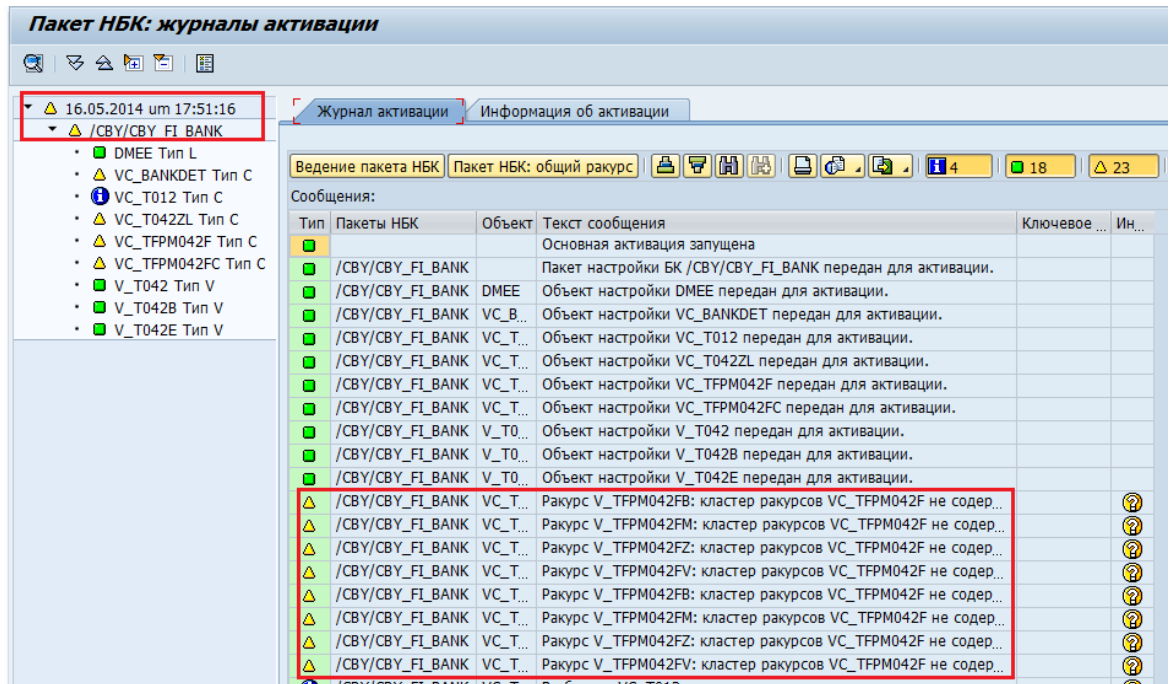 Пакет НБК: журналы активации
16.05.2014 um 17:51:16
/CBY/CBY_FI_BANK
DMEE Тип L
VC_BANKDET Тип C
VC_T012 Тип C
VC_T042ZL Тип C
VC_TFPM042F Тип C
VC_TFPM042FC Тип C
V_T042 Тип V
V_T042B Тип V
V_T042E Тип V
Журнал активации Информация об активации
Ведение пакета НБК Пакет НБК: общий ракурс 4 18 23
Сообщения:
Тип Пакеты НБК Объект Текст сообщения Ключевое ... Ин...
Основная активация запущена
/CBY/CBY_FI_BANK Пакет настройки БК /CBY/CBY_FI_BANK передан для активации.
/CBY/CBY_FI_BANK DMEE Объект настройки DMEE передан для активации.
/CBY/CBY_FI_BANK VC_B... Объект настройки VC_BANKDET передан для активации.
/CBY/CBY_FI_BANK VC_T... Объект настройки VC_T012 передан для активации.
/CBY/CBY_FI_BANK VC_T... Объект настройки VC_T042ZL передан для активации.
/CBY/CBY_FI_BANK VC_T... Объект настройки VC_TFPM042F передан для активации.
/CBY/CBY_FI_BANK VC_T... Объект настройки VC_TFPM042FC передан для активации.
/CBY/CBY_FI_BANK V_T0... Объект настройки V_T042 передан для активации.
/CBY/CBY_FI_BANK V_T0... Объект настройки V_T042B передан для активации.
/CBY/CBY_FI_BANK V_T0... Объект настройки V_T042E передан для активации.
/CBY/CBY_FI_BANK VC_T... Ракурс V_TFPM042FB: кластер ракурсов VC_TFPM042F не содер...
/CBY/CBY_FI_BANK VC_T... Ракурс V_TFPM042FM: кластер ракурсов VC_TFPM042F не содер...
/CBY/CBY_FI_BANK VC_T... Ракурс V_TFPM042FZ: кластер ракурсов VC_TFPM042F не содер...
/CBY/CBY_FI_BANK VC_T... Ракурс V_TFPM042FV: кластер ракурсов VC_TFPM042F не содер...
/CBY/CBY_FI_BANK VC_T... Ракурс V_TFPM042FB: кластер ракурсов VC_TFPM042F не содер...
/CBY/CBY_FI_BANK VC_T... Ракурс V_TFPM042FM: кластер ракурсов VC_TFPM042F не содер...
/CBY/CBY_FI_BANK VC_T... Ракурс V_TFPM042FZ: кластер ракурсов VC_TFPM042F не содер...
/CBY/CBY_FI_BANK VC_T... Ракурс V_TFPM042FV: кластер ракурсов VC_TFPM042F не содер...